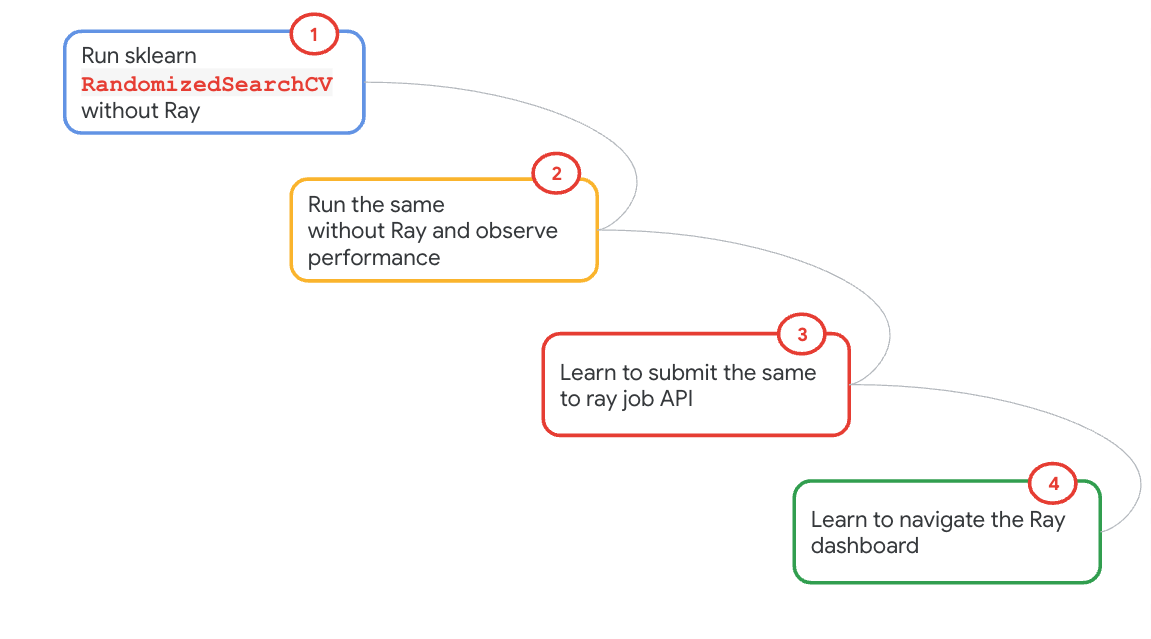 1
Run sklearn
RandomizedSearchCV
without Ray
2
Run the same
without Ray and observe
performance
3
Learn to submit the same
to ray job API
4
Learn to navigate the Ray
dashboard